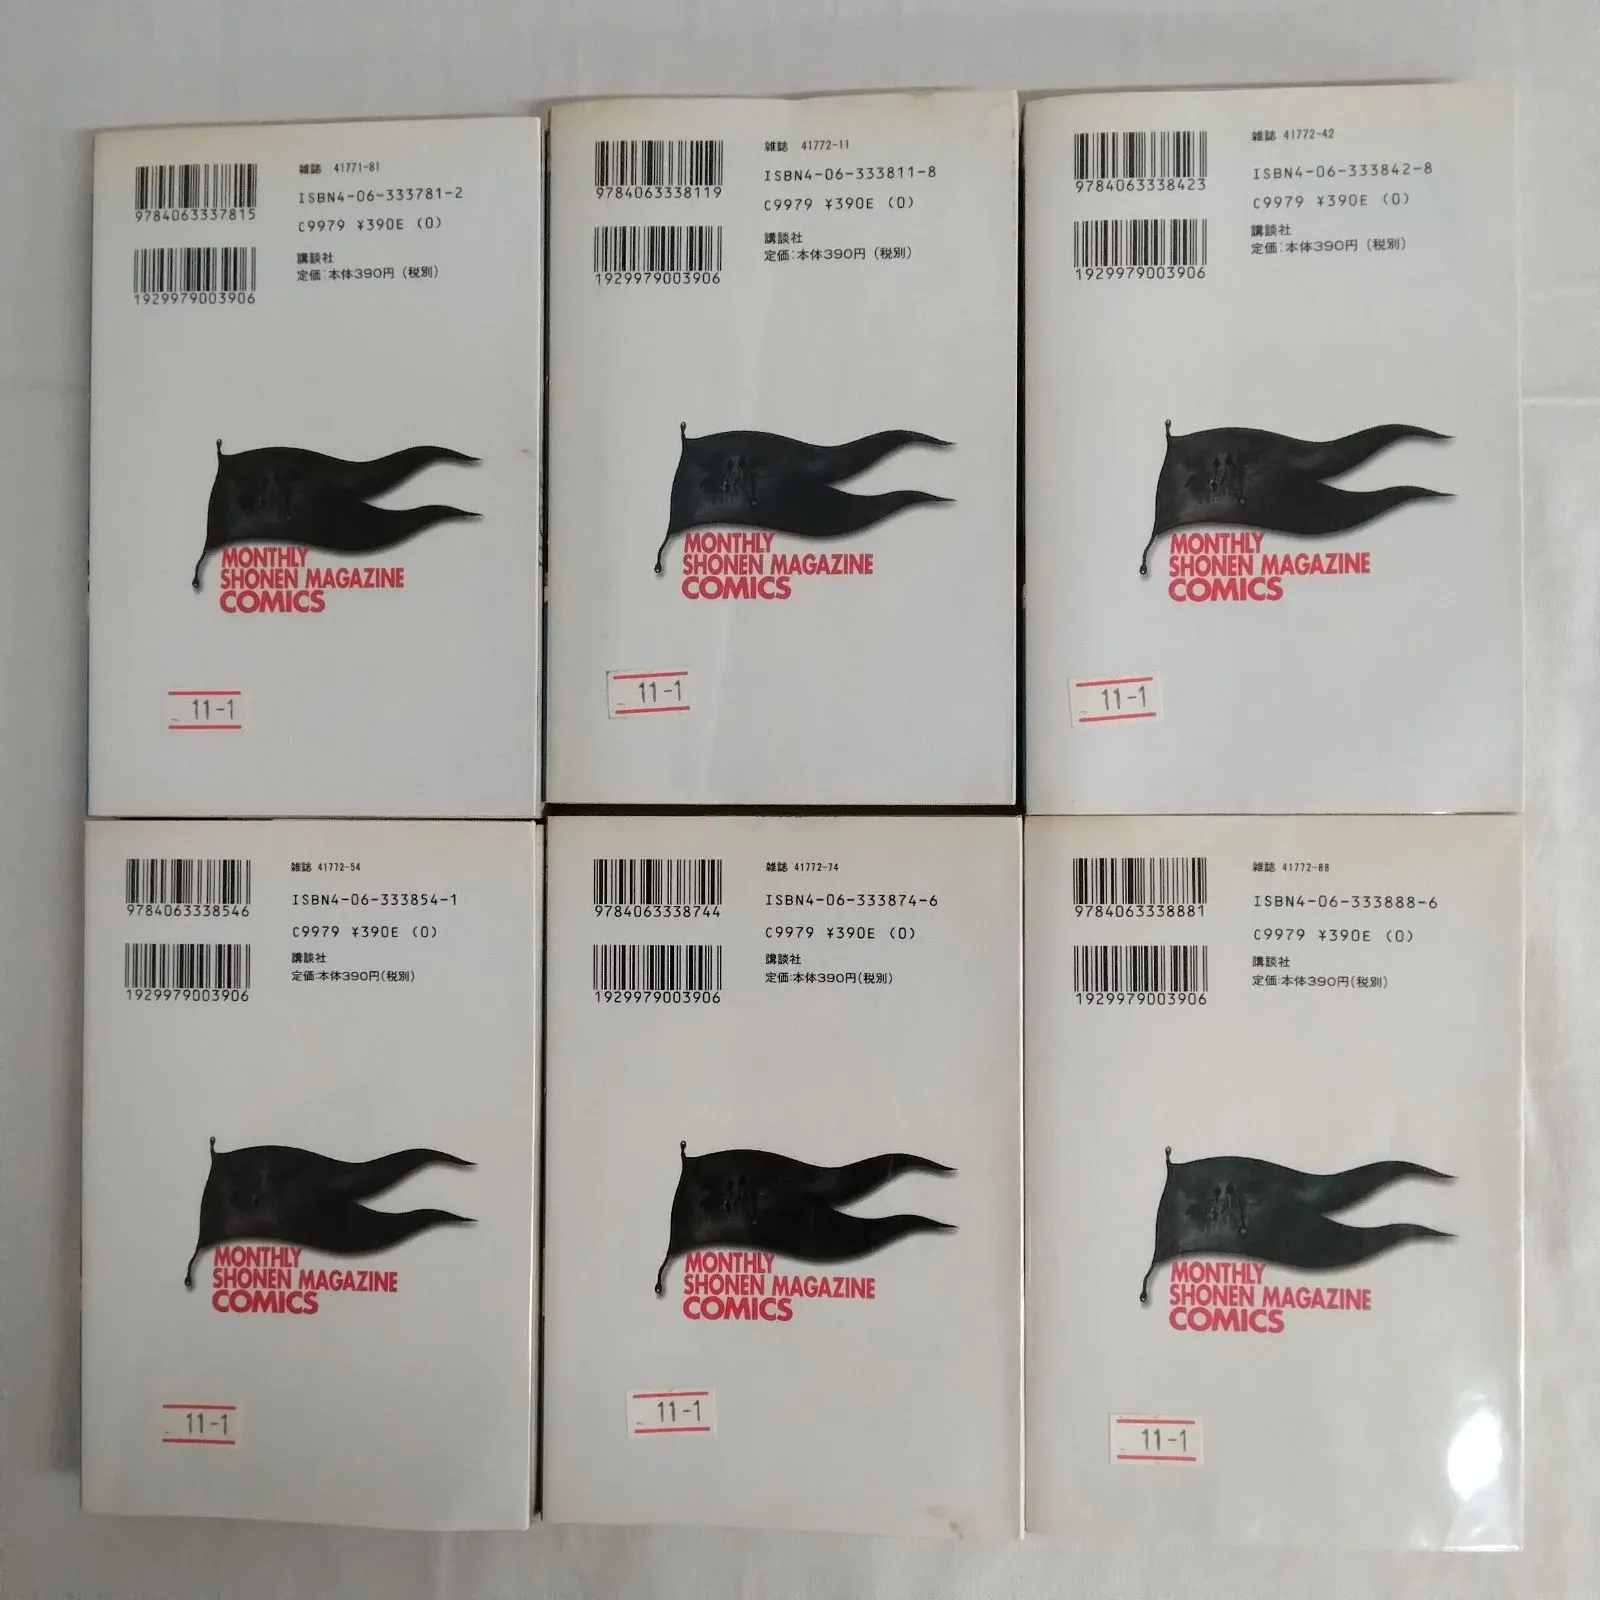 雑誌 41771-81
ISBN4-06-333781-2
9784063337815
C9979 ¥390E (0)
講談社
定価:本体390円(税別)
1929979003906
MONTHLY
SHONEN MAGAZINE
COMICS
11-1
雑誌 41772-11
ISBN4-06-333811-8
9784063338119
C9979 ¥390E (0)
講談社
定価:本体390円(税別)
1929979003906
MONTHLY
SHONEN MAGAZINE
COMICS
11-1
雑誌 41772-42
ISBN4-06-333842-8
9784063338423
C9979 ¥390E (0)
講談社
定価:本体390円(税別)
1929979003906
MONTHLY
SHONEN MAGAZINE
COMICS
11-1
雑誌 41772-54
ISBN4-06-333854-1
9784063338546
C9979 ¥390E (0)
講談社
定価:本体390円(税別)
1929979003906
MONTHLY
SHONEN MAGAZINE
COMICS
11-1
雑誌 41772-74
ISBN4-06-333874-6
9784063338744
C9979 ¥390E (0)
講談社
定価:本体390円(税別)
1929979003906
MONTHLY
SHONEN MAGAZINE
COMICS
11-1
雑誌 41772-88
ISBN4-06-333888-6
9784063338881
C9979 ¥390E (0)
講談社
定価:本体390円(税別)
1929979003906
MONTHLY
SHONEN MAGAZINE
COMICS
11-1